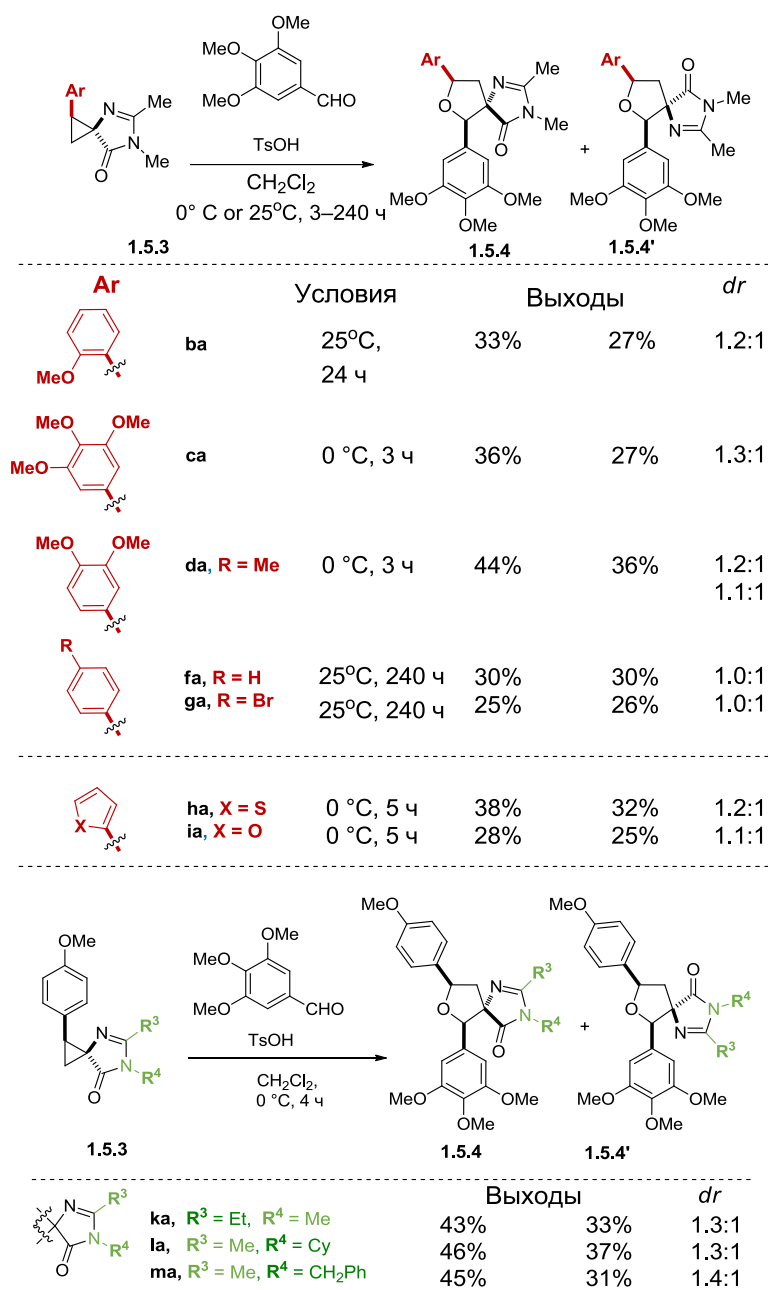 OMe
MeO
MeO
CHO
Ar
N
Me
N
Me
O
TsOH
CH2Cl2
0° C or 25°C, 3–240 ч
1.5.3
Ar
N
Me
N
Me
O
O
MeO
OMe
OMe
1.5.4
+
Ar
O
N
Me
O
N
Me
MeO
OMe
OMe
1.5.4'
Ar Условия Выходы dr
MeO
ba 25°C, 33% 27% 1.2:1
24 ч
MeO OMe
MeO
ca 0 °C, 3 ч 36% 27% 1.3:1
MeO OMe
da, R = Me 0 °C, 3 ч 44% 36% 1.2:1
1.1:1
R
fa, R = H 25°C, 240 ч 30% 30% 1.0:1
ga, R = Br 25°C, 240 ч 25% 26% 1.0:1
X
ha, X = S 0 °C, 5 ч 38% 32% 1.2:1
ia, X = O 0 °C, 5 ч 28% 25% 1.1:1
OMe
N
R3
N
R4
O
1.5.3
OMe
MeO
MeO
CHO
TsOH
CH2Cl2,
0 °C, 4 ч
MeO
N
R3
N
R4
O
O
MeO
OMe
OMe
1.5.4
+
MeO
O
N
R4
O
N
R3
MeO
OMe
OMe
1.5.4'
Выходы dr
N
R3
N
R4
O
ka, R3 = Et, R4 = Me 43% 33% 1.3:1
la, R3 = Me, R4 = Cy 46% 37% 1.3:1
ma, R3 = Me, R4 = CH2Ph 45% 31% 1.4:1